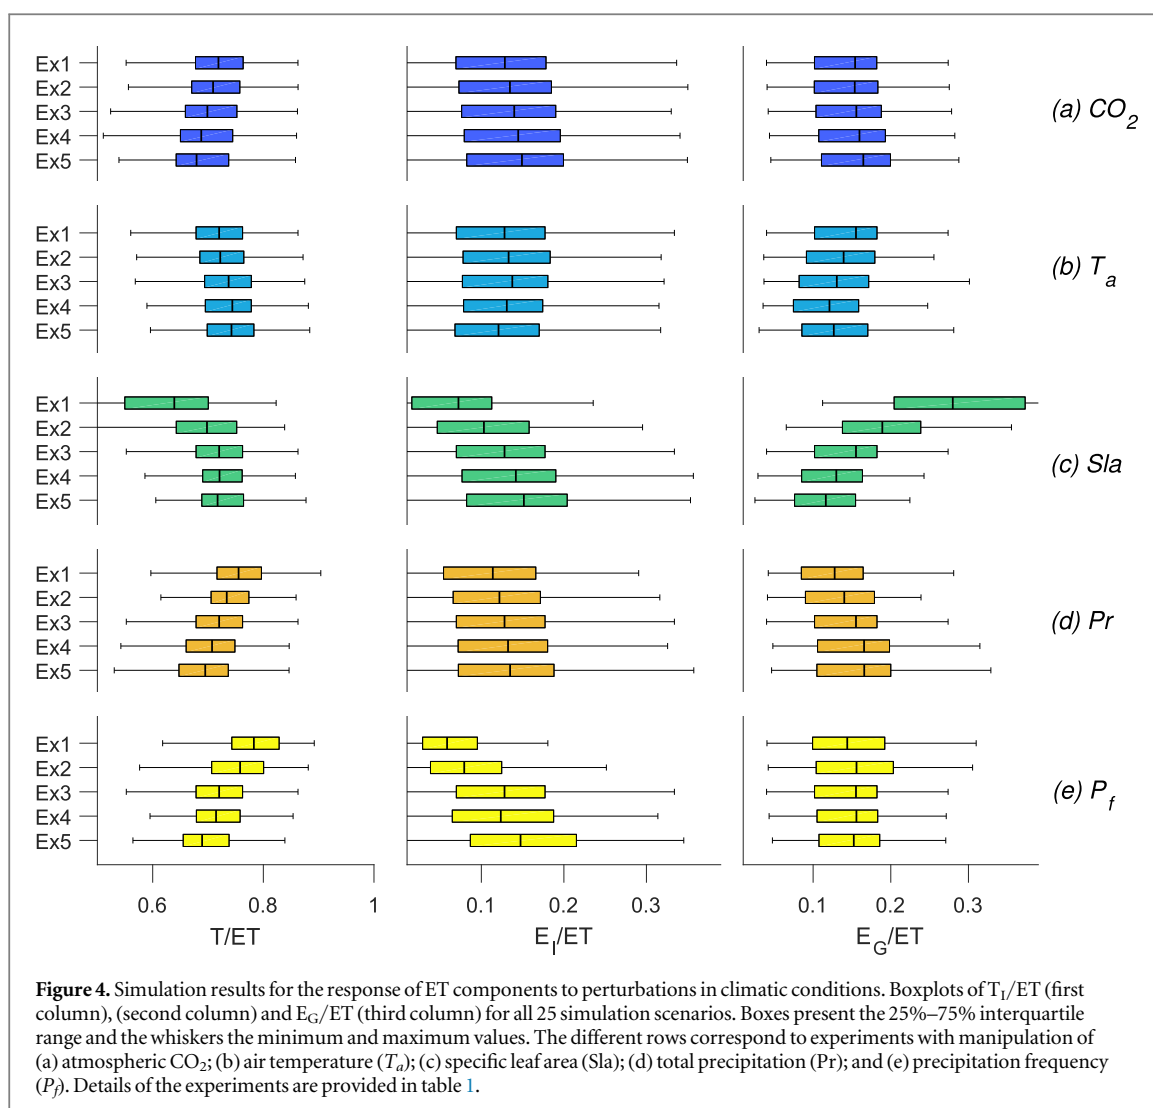 Ex1
Ex2
Ex3
Ex4
Ex5
(a) CO2
Ex1
Ex2
Ex3
Ex4
Ex5
(b) Ta
Ex1
Ex2
Ex3
Ex4
Ex5
(c) Sla
Ex1
Ex2
Ex3
Ex4
Ex5
(d) Pr
Ex1
Ex2
Ex3
Ex4
Ex5
(e) Pf
0.6 0.8 1 0.1 0.2 0.3 0.1 0.2 0.3
T/ET EI/ET EG/ET
Figure 4. Simulation results for the response of ET components to perturbations in climatic conditions. Boxplots of TI/ET (first
column), (second column) and EG/ET (third column) for all 25 simulation scenarios. Boxes present the 25%–75% interquartile
range and the whiskers the minimum and maximum values. The different rows correspond to experiments with manipulation of
(a) atmospheric CO2; (b) air temperature (Ta); (c) specific leaf area (Sla); (d) total precipitation (Pr); and (e) precipitation frequency
(Pf). Details of the experiments are provided in table 1.